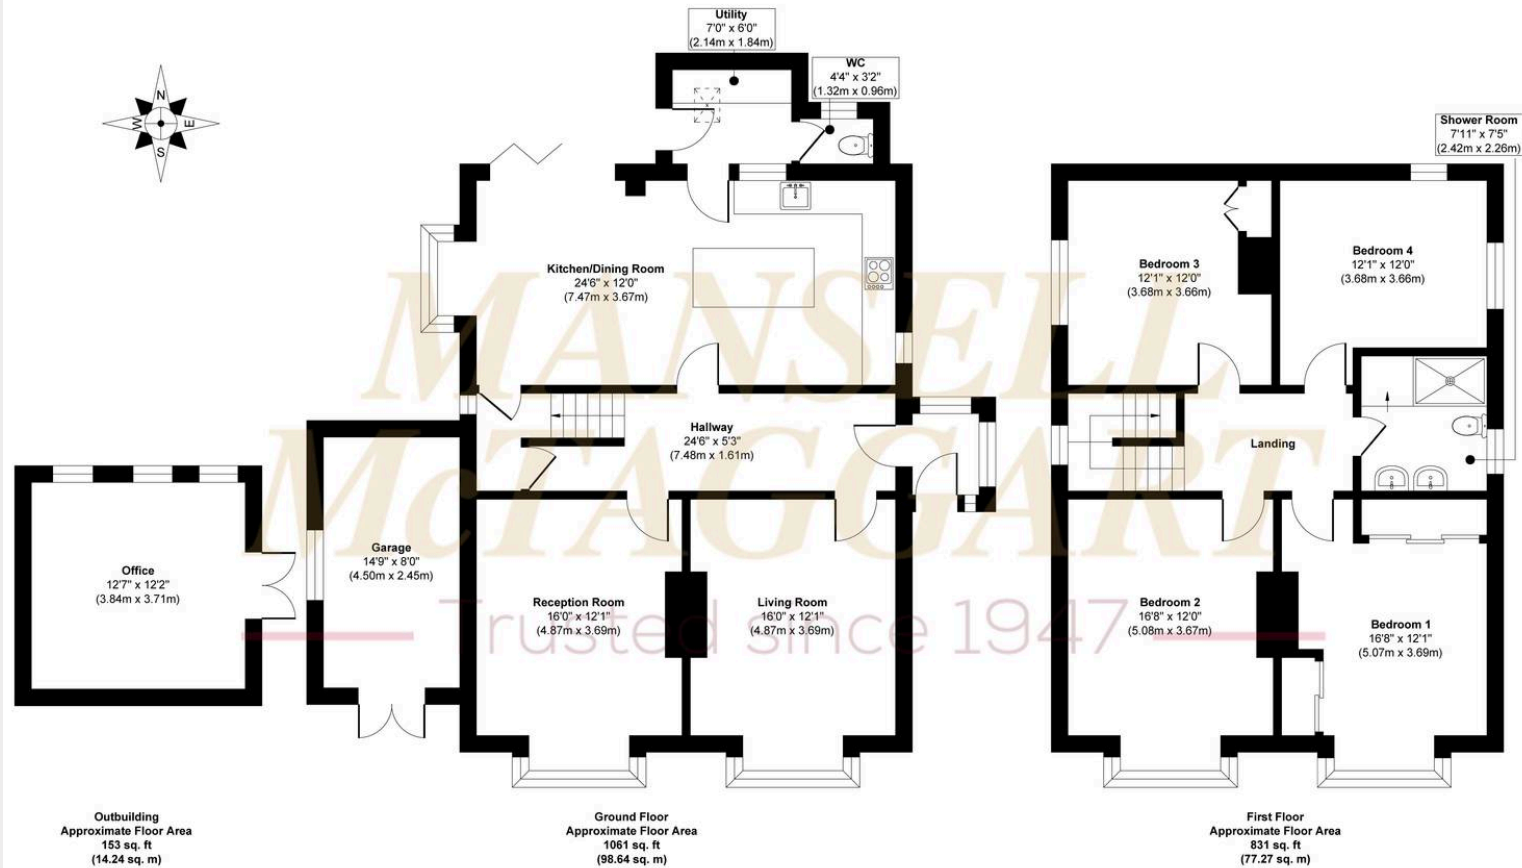 Utility
7'0" x 6'0"
(2.14m x 1.84m)
WC
4'4" x 3'2"
(1.32m x 0.96m)
N
W
E
S
Shower Room
7'11" x 7'5"
(2.42m x 2.26m)
Kitchen/Dining Room
24'6" x 12'0"
(7.47m x 3.67m)
Bedroom 3
12'1" x 12'0"
(3.68m x 3.66m)
Bedroom 4
12'1" x 12'0"
(3.68m x 3.66m)
MANSELL
McTAGGART
Trusted since 1947
Hallway
24'6" x 5'3"
(7.48m x 1.61m)
Landing
Office
12'7" x 12'2"
(3.84m x 3.71m)
Garage
14'9" x 8'0"
(4.50m x 2.45m)
Reception Room
16'0" x 12'1"
(4.87m x 3.69m)
Living Room
16'0" x 12'1"
(4.87m x 3.69m)
Bedroom 2
16'8" x 12'0"
(5.08m x 3.67m)
Bedroom 1
16'8" x 12'1"
(5.07m x 3.69m)
Outbuilding
Approximate Floor Area
153 sq. ft
(14.24 sq. m)
Ground Floor
Approximate Floor Area
1061 sq. ft
(98.64 sq. m)
First Floor
Approximate Floor Area
831 sq. ft
(77.27 sq. m)